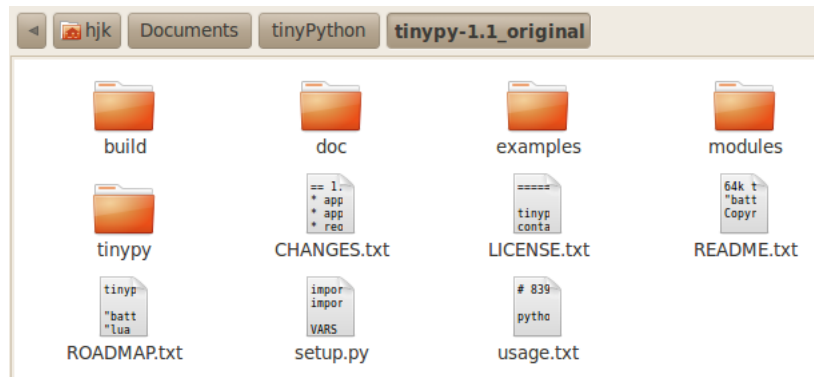 hjk Documents tinyPython tinypy-1.1_original
build doc examples modules
== 1.
* app
* app
* req
=====
tinyp
conta
64k t
"batt
Copyr
tinypy CHANGES.txt LICENSE.txt README.txt
tinyp
"batt
"lua
impor
impor
VARS
# 839
pytho
ROADMAP.txt setup.py usage.txt